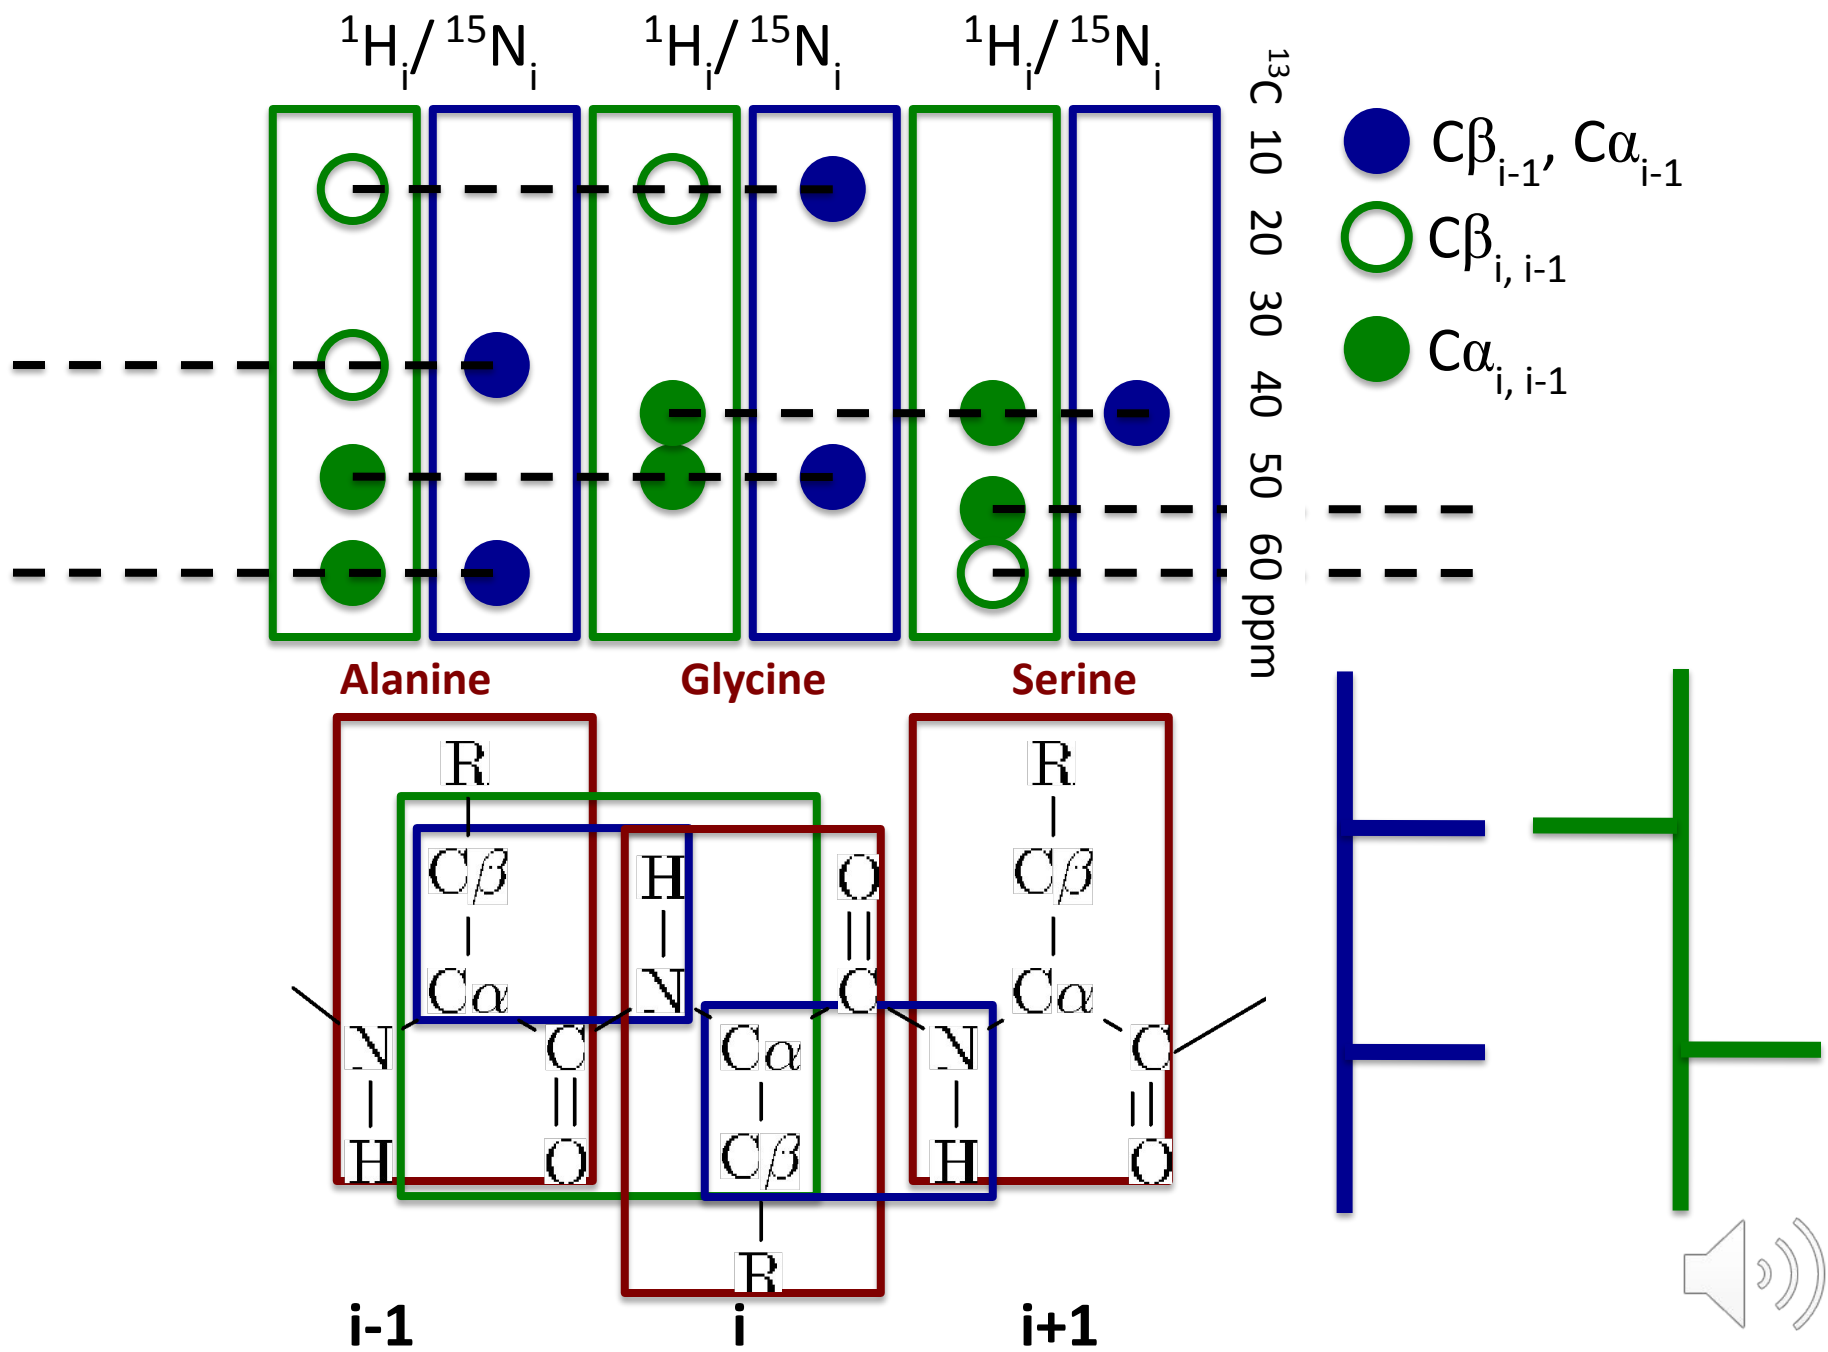 ¹Hᵢ/ ¹⁵Nᵢ ¹Hᵢ/ ¹⁵Nᵢ ¹Hᵢ/ ¹⁵Nᵢ
¹³C 10 20 30 40 50 60 ppm
Cβi-1, Cαi-1
Cβi, i-1
Cαi, i-1
Alanine Glycine Serine
R R
Cβ H O Cβ
Cα N C Cα
N C Cα N C
H O Cβ H O
R
i-1 i i+1